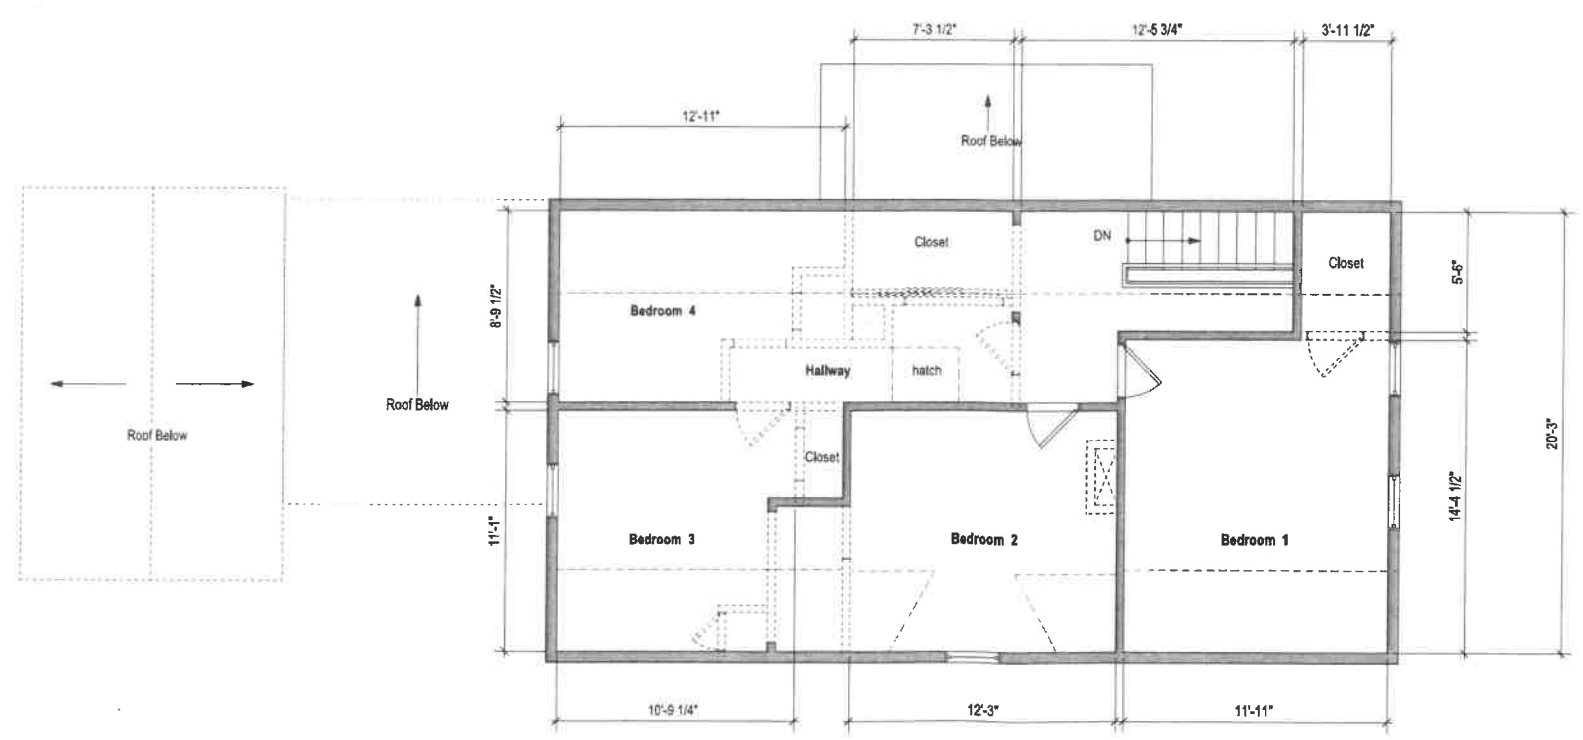 7'-3 1/2"
12'-5 3/4"
3'-11 1/2"
12'-11"
Roof Below
Closet
DN
Closet
5'-6"
8'-9 1/2"
Bedroom 4
Hallway
hatch
Roof Below
Roof Below
20'-3"
Closet
14'-4 1/2"
11'-1"
Bedroom 3
Bedroom 2
Bedroom 1
10'-9 1/4"
12'-3"
11'-11"